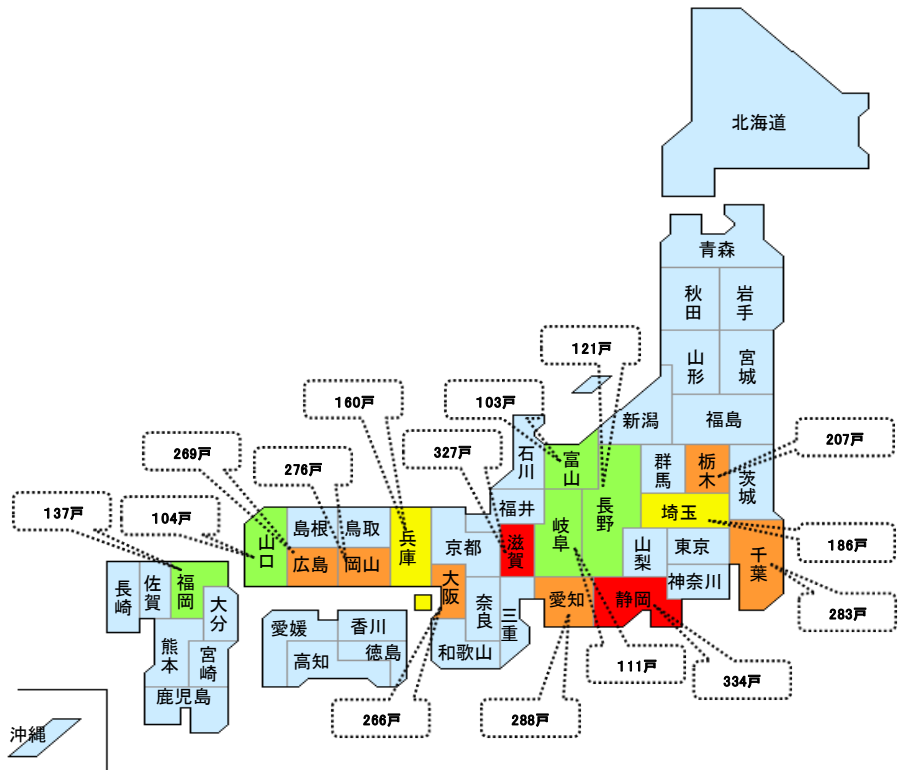 北海道
青森
秋田
岩手
121戸
山形
宮城
160戸
103戸
新潟
福島
207戸
327戸
269戸
276戸
石川
富山
群馬
栃木
茨城
137戸
104戸
福井
長野
埼玉
山口
島根
鳥取
兵庫
京都
滋賀
岐阜
山梨
東京
千葉
186戸
広島
岡山
神奈川
長崎
佐賀
福岡
大分
大阪
奈良
三重
愛知
静岡
283戸
愛媛
香川
熊本
宮崎
高知
徳島
和歌山
111戸
334戸
鹿児島
266戸
288戸
沖縄